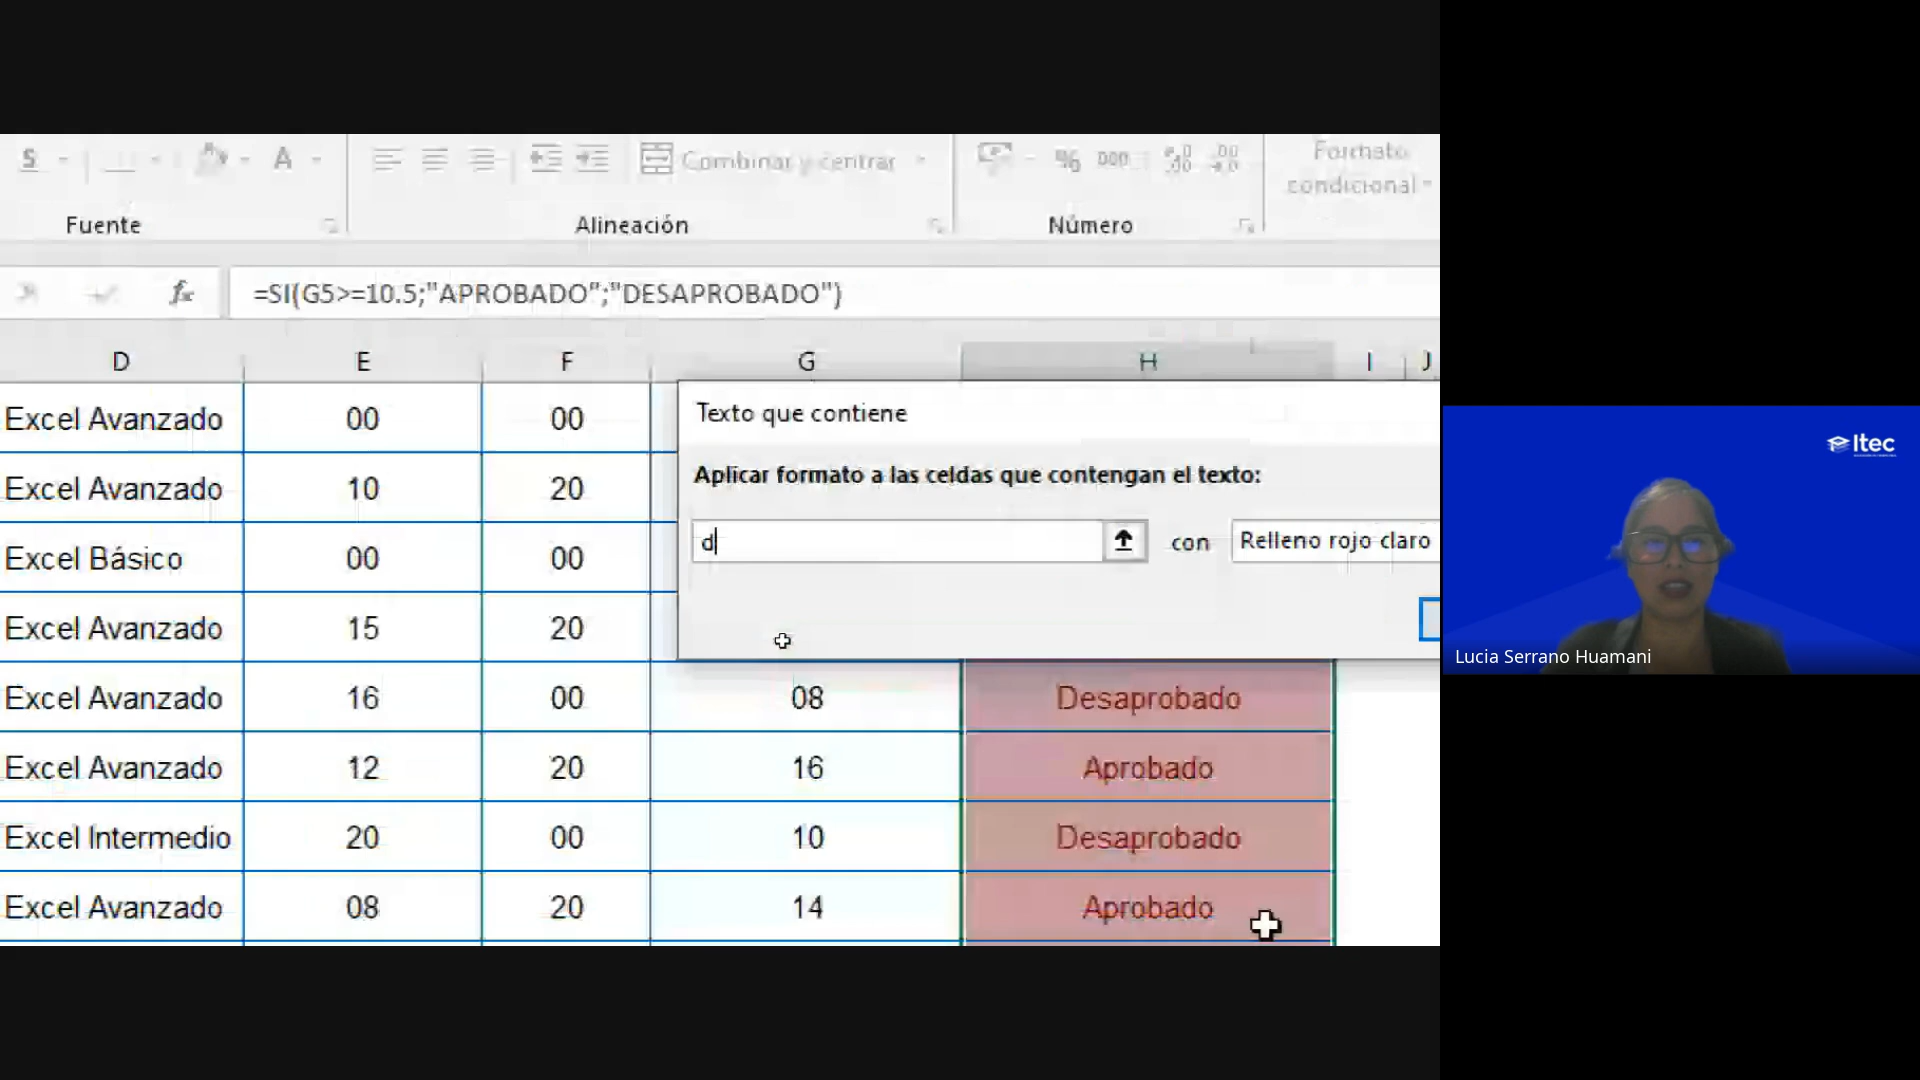 S A Combinar y centrar % 000 Formato condicional
Fuente Alineación Número
fx =SI(G5>=10.5;"APROBADO";"DESAPROBADO")
D E F G H I J
Excel Avanzado 00 00
Excel Avanzado 10 20
Excel Básico 00 00
Excel Avanzado 15 20
Texto que contiene
Aplicar formato a las celdas que contengan el texto:
d con Relleno rojo claro
Excel Avanzado 16 00 08 Desaprobado
Excel Avanzado 12 20 16 Aprobado
Excel Intermedio 20 00 10 Desaprobado
Excel Avanzado 08 20 14 Aprobado
Itec
Lucia Serrano Huamani